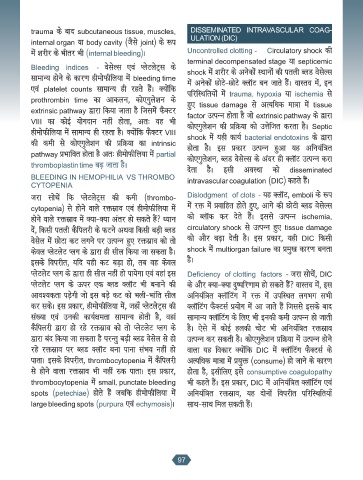 trauma के बाद subcutaneous tissue, muscles,
internal organ या body cavity (जैसे joint) के रूप
में शरीर के भीतर भी (internal bleeding)।
Bleeding indices - वेसेल्स एवं प्लेटलेट्स के
सामान्य होने के कारण हीमोफीलिया में bleeding time
एवं platelet counts सामान्य ही रहते हैं। क्योंकि
prothrombin time का आकलन, कोएगुलेशन के
extrinsic pathway द्वारा किया जाता है जिसमें फैक्टर
VIII का कोई योगदान नहीं होता, अतः यह भी
हीमोफीलिया में सामान्य ही रहता है। क्योंकि फैक्टर VIII
की कमी से कोएगुलेशन की प्रक्रिया का intrinsic
pathway प्रभावित होता है अतः हीमोफीलिया में partial
thromboplastin time बढ़ जाता है।
BLEEDING IN HEMOPHILIA VS THROMBO
CYTOPENIA
जरा सोचें कि प्लेटलेट्स की कमी (thrombo-
cytopenia) से होने वाले रक्तस्राव एवं हीमोफीलिया में
होने वाले रक्तस्राव में क्या-क्या अंतर हो सकते हैं? ध्यान
दें, किसी पतली कैपिलरी के फटने अथवा किसी बड़ी ब्लड
वेसेल में छोटा कट लगने पर उत्पन्न हुए रक्तस्राव को तो
केवल प्लेटलेट प्लग के द्वारा ही सील किया जा सकता है।
इसके विपरीत, यदि यही कट बड़ा हो, तब वह केवल
प्लेटलेट प्लग के द्वारा ही सील नहीं हो पायेगा एवं वहां इस
प्लेटलेट प्लग के ऊपर एक ब्लड क्लॉट भी बनाने की
आवश्यकता पड़ेगी जो इस बड़े कट को भली-भांति सील
कर सके। इस प्रकार, हीमोफीलिया में, जहाँ प्लेटलेट्स की
संख्या एवं उनकी कार्यक्षमता सामान्य होती है, वहां
कैपिलरी द्वारा हो रहे रक्तस्राव को तो प्लेटलेट प्लग के
द्वारा बंद किया जा सकता है परन्तु बड़ी ब्लड वेसेल से हो
रहे रक्तस्राव पर ब्लड क्लॉट बना पाना संभव नहीं हो
पाता। इसके विपरीत, thrombocytopenia में कैपिलरी
से होने वाला रक्तस्राव भी नहीं रुक पाता। इस प्रकार,
thrombocytopenia में small, punctate bleeding
spots (petechiae) होते हैं जबकि हीमोफीलिया में
large bleeding spots (purpura एवं echymosis)।
DISSEMINATED INTRAVASCULAR COAG-
ULATION (DIC)
Uncontrolled clotting - Circulatory shock की
terminal decompensated stage या septicemic
shock में शरीर के अनेकों स्थानों की पतली ब्लड वेसेल्स
में अनेकों छोटे-छोटे क्लॉट बन जाते हैं। वास्तव में, इन
परिस्थितियों में trauma, hypoxia या ischemia से
हुए tissue damage से अत्यधिक मात्रा में tissue
factor उत्पन्न होता है जो extrinsic pathway के द्वारा
कोएगुलेशन की प्रक्रिया को उत्तेजित करता है। Septic
shock में यही कार्य bacterial endotoxins के द्वारा
होता है। इस प्रकार उत्पन्न हुआ यह अनियंत्रित
कोएगुलेशन, ब्लड वेसेल्स के अंदर ही क्लॉट उत्पन्न करा
देता है। इसी अवस्था को disseminated
intravascular coagulation (DIC) कहते हैं।
Dislodgment of clots - यह क्लॉट, emboli के रूप
में रक्त में प्रवाहित होते हुए, आगे की छोटी ब्लड वेसेल्स
को ब्लॉक कर देते हैं। इससे उत्पन्न ischemia,
circulatory shock से उत्पन्न हुए tissue damage
को और बढ़ा देती है। इस प्रकार, यही DIC किसी
shock में multiorgan failure का प्रमुख कारण बनता
है।
Deficiency of clotting factors - जरा सोचें, DIC
के और क्या-क्या दुष्परिणाम हो सकते हैं? वास्तव में, इस
अनियंत्रित क्लॉटिंग में रक्त में उपस्थित लगभग सभी
क्लॉटिंग फैक्टर्स प्रयोग में आ जाते हैं जिससे इसके बाद
सामान्य क्लॉटिंग के लिए भी इनकी कमी उत्पन्न हो जाती
है। ऐसे में कोई हलकी चोट भी अनियंत्रित रक्तस्राव
उत्पन्न कर सकती है। कोएगुलेशन प्रक्रिया में उत्पन्न होने
वाला यह विकार क्योंकि DIC में क्लॉटिंग फैक्टर्स के
अत्यधिक मात्रा में प्रयुक्त (consume) हो जाने के कारण
होता है, इसीलिए इसे consumptive coagulopathy
भी कहते हैं। इस प्रकार, DIC में अनियंत्रित क्लॉटिंग एवं
अनियंत्रित रक्तस्राव, यह दोनों विपरीत परिस्थितियाँ
साथ-साथ मिल सकती हैं।
97